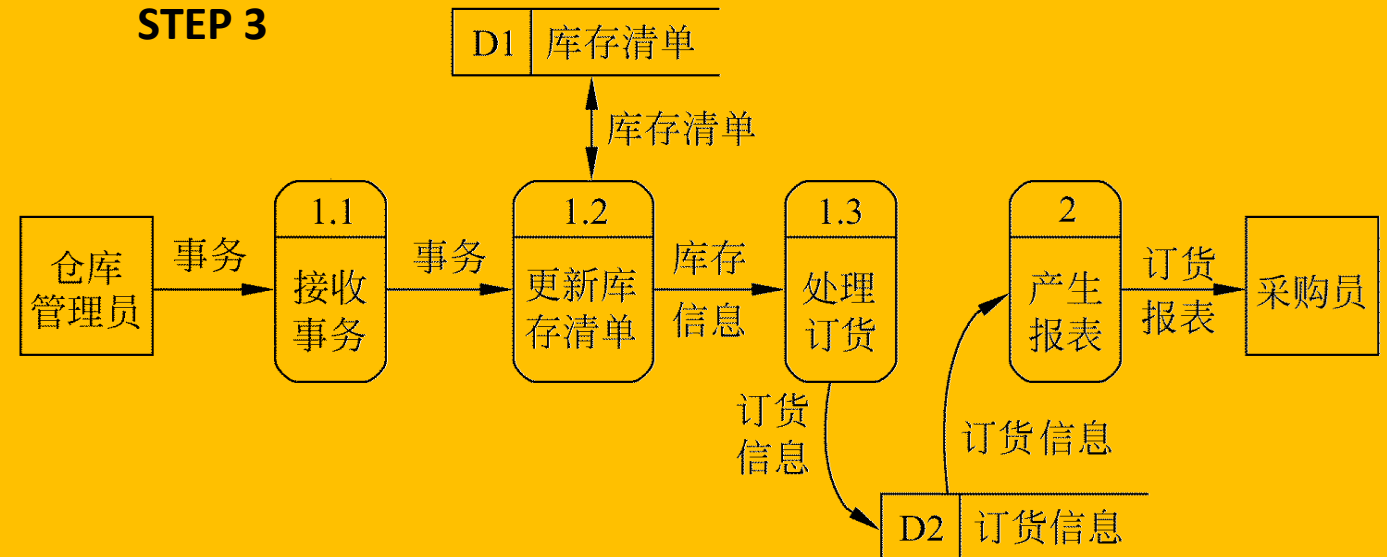 STEP 3
D1 库存清单
库存清单
1.1
1.2
1.3
2
仓库
管理员
事务
接收
事务
事务
更新库
存清单
库存
信息
处理
订货
产生
报表
订货
报表
采购员
订货
信息
订货信息
D2 订货信息